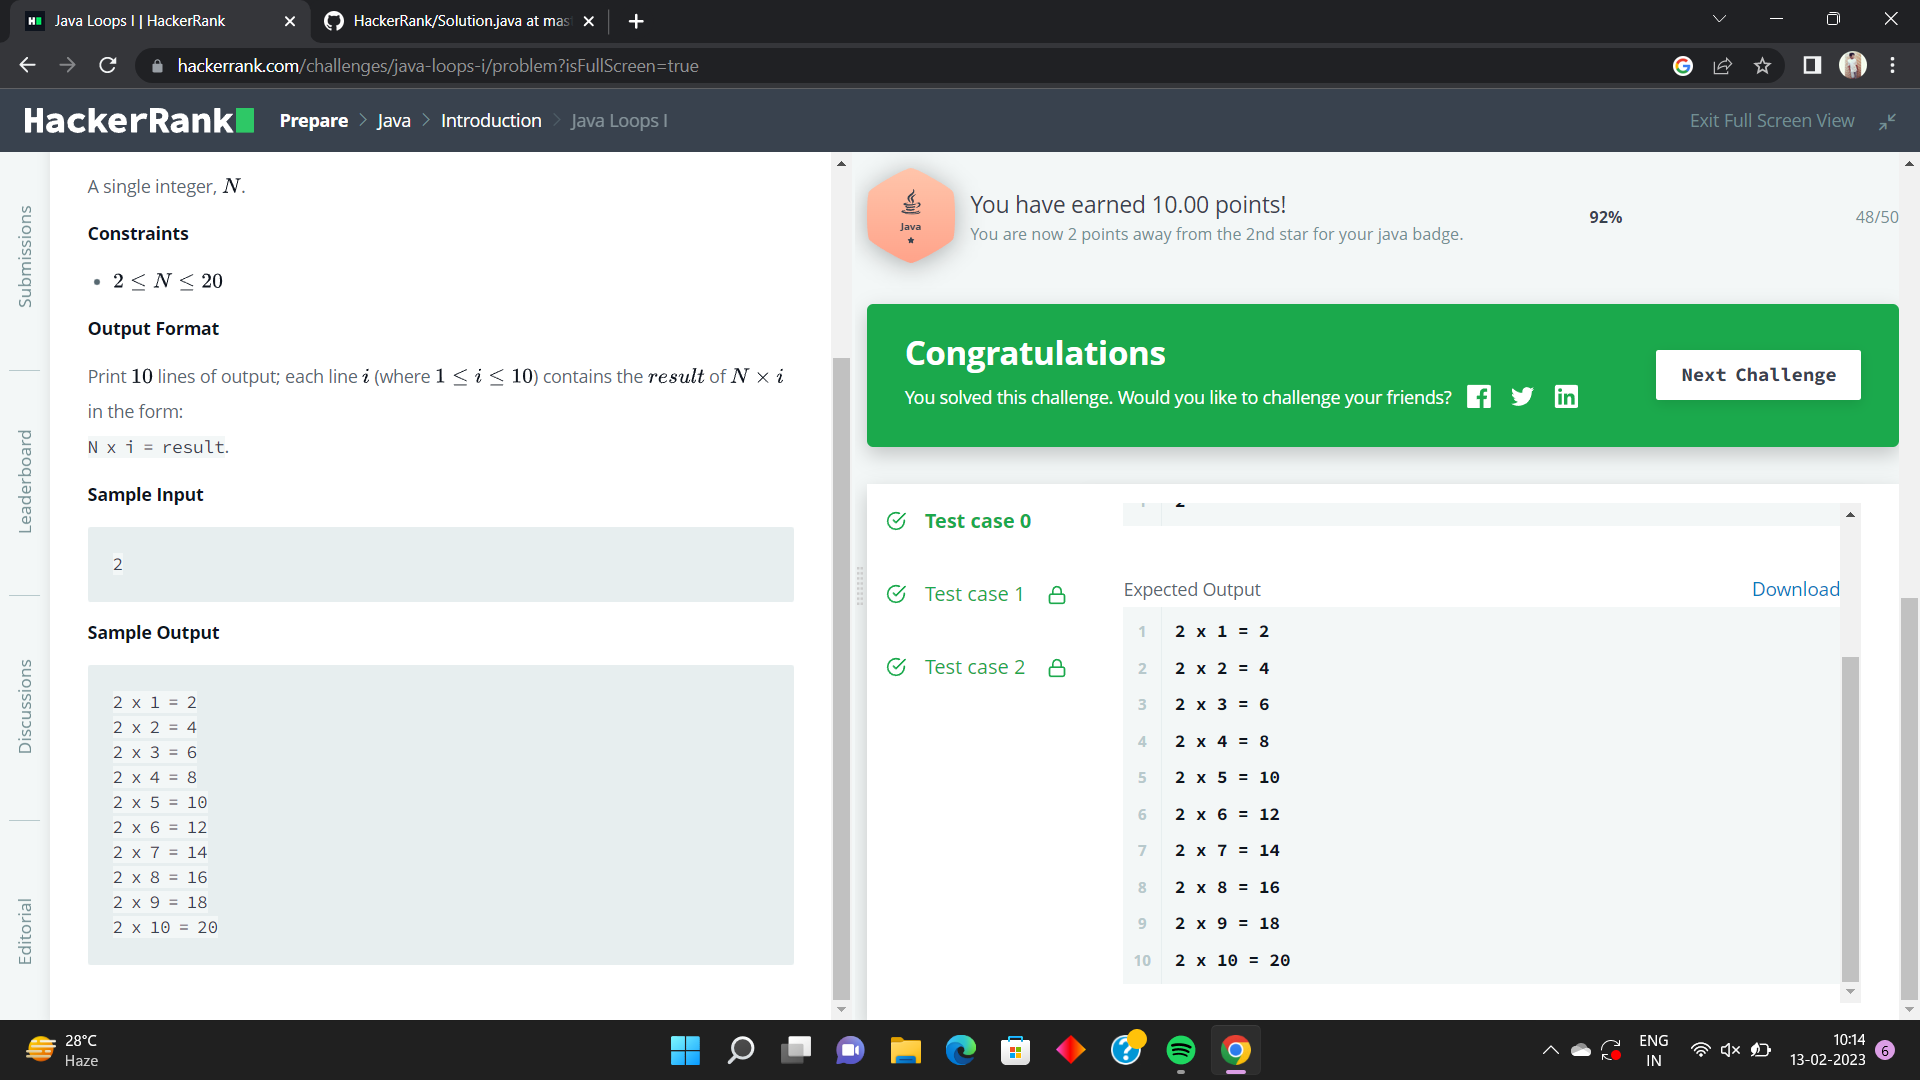 Java Loops I | HackerRank
HackerRank/Solution.java at mas
hackerrank.com/challenges/java-loops-i/problem?isFullScreen=true
HackerRank
Prepare > Java > Introduction > Java Loops I
Exit Full Screen View
Submissions
Leaderboard
Discussions
Editorial
A single integer, N.
Constraints
• 2 ≤ N ≤ 20
Output Format
Print 10 lines of output; each line i (where 1 ≤ i ≤ 10) contains the result of N × i
in the form:
N x i = result.
Sample Input
2
Sample Output
2 x 1 = 2
2 x 2 = 4
2 x 3 = 6
2 x 4 = 8
2 x 5 = 10
2 x 6 = 12
2 x 7 = 14
2 x 8 = 16
2 x 9 = 18
2 x 10 = 20
Java
You have earned 10.00 points!
You are now 2 points away from the 2nd star for your java badge.
92%
48/50
Congratulations
You solved this challenge. Would you like to challenge your friends?
Next Challenge
Test case 0
Test case 1
Test case 2
Expected Output
Download
1 2 x 1 = 2
2 2 x 2 = 4
3 2 x 3 = 6
4 2 x 4 = 8
5 2 x 5 = 10
6 2 x 6 = 12
7 2 x 7 = 14
8 2 x 8 = 16
9 2 x 9 = 18
10 2 x 10 = 20
28°C
Haze
ENG
IN
10:14
13-02-2023
6